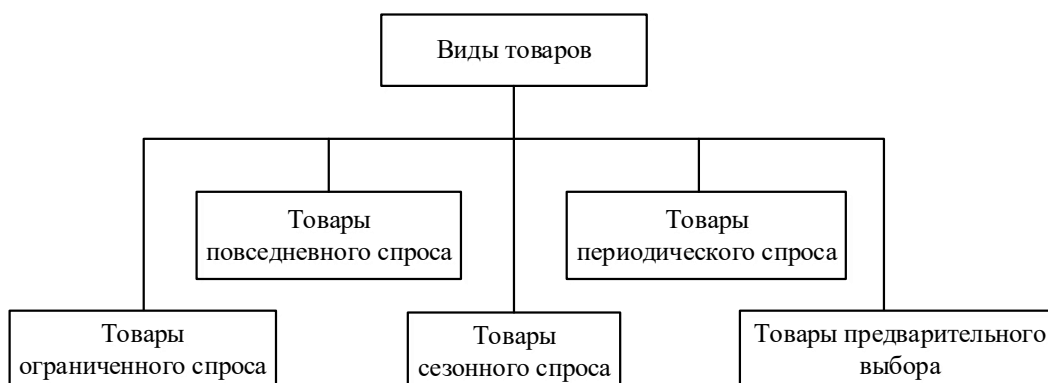 Виды товаров
Товары
повседневного спроса
Товары
периодического спроса
Товары
ограниченного спроса
Товары
сезонного спроса
Товары предварительного
выбора